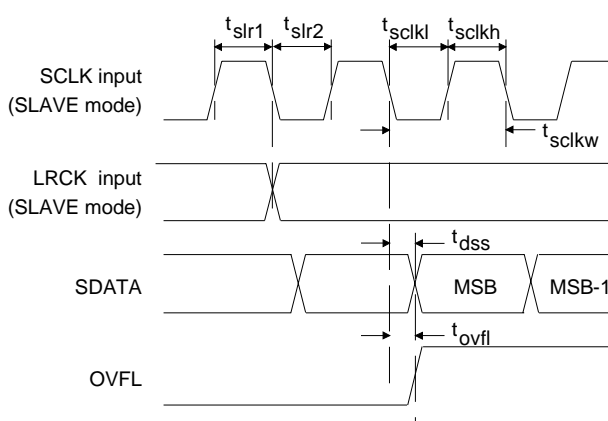 tslr1 tslr2 tsclkl tsclkh
SCLK input
(SLAVE mode)
tsclkw
LRCK input
(SLAVE mode)
tdss
SDATA MSB MSB-1
tovfl
OVFL